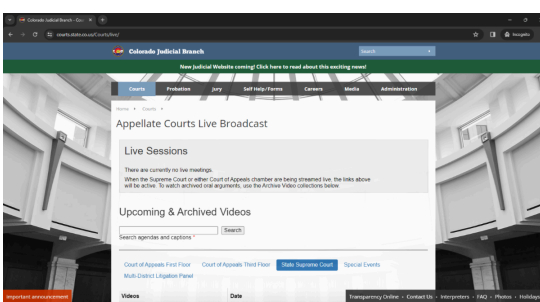 Colorado Judicial Branch - Cou
courts.state.co.us/Courts/live/
Incognito
Colorado Judicial Branch
Search
New Judicial Website coming! Click here to read about this exciting news!
Courts Probation Jury Self Help/Forms Careers Media Administration
Home Courts
Appellate Courts Live Broadcast
Live Sessions
There are currently no live meetings.
When the Supreme Court or either Court of Appeals chamber are being streamed live, the links above
will be active. To watch archived oral arguments, use the Archive Video collections below.
Upcoming & Archived Videos
Search
Search agendas and captions *
Court of Appeals First Floor Court of Appeals Third Floor State Supreme Court Special Events
Multi-District Litigation Panel
Videos Date
Important announcement
Transparency Online • Contact Us • Interpreters • FAQ • Photos • Holidays